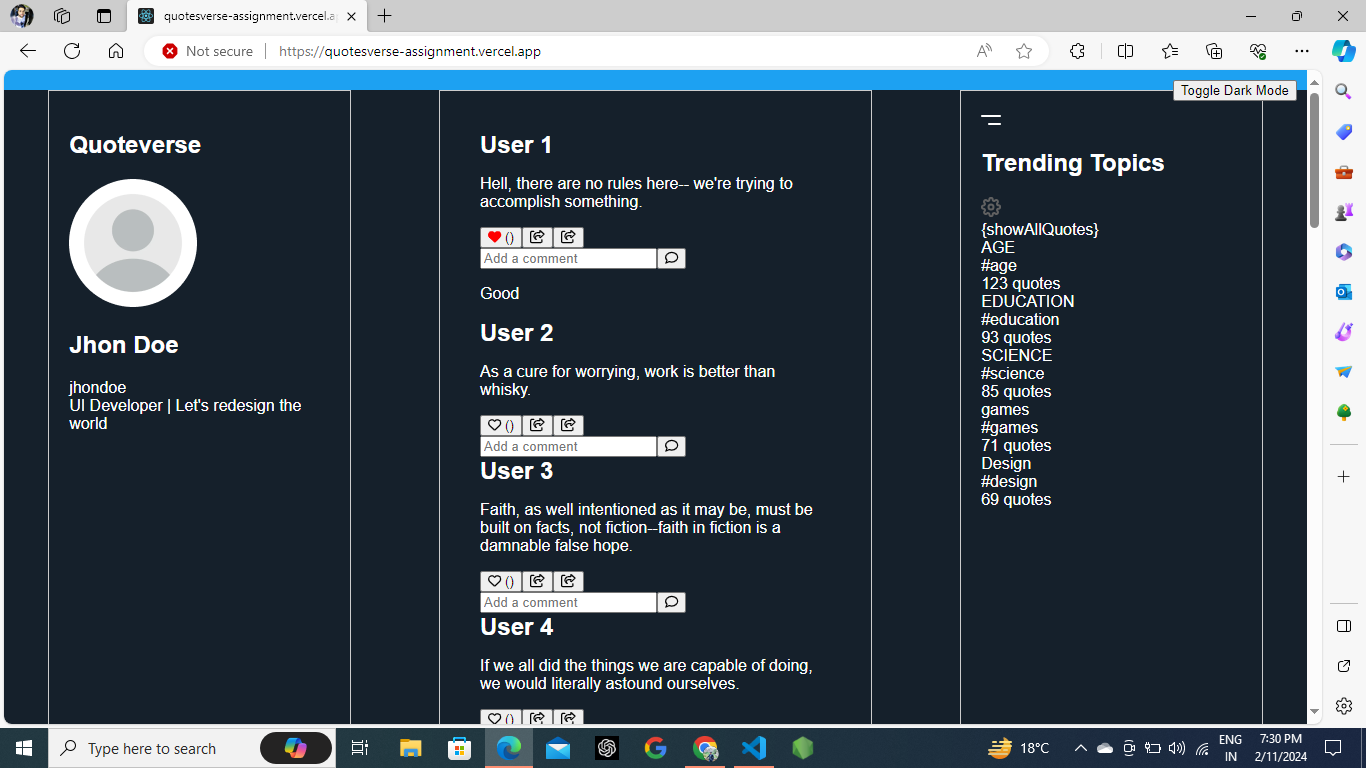 quotesverse-assignment.vercel.a
Not secure
https://quotesverse-assignment.vercel.app
Toggle Dark Mode
Quoteverse
Jhon Doe
jhondoe
UI Developer | Let's redesign the
world
User 1
Hell, there are no rules here-- we're trying to
accomplish something.
()
Add a comment
Good
User 2
As a cure for worrying, work is better than
whisky.
()
Add a comment
User 3
Faith, as well intentioned as it may be, must be
built on facts, not fiction--faith in fiction is a
damnable false hope.
()
Add a comment
User 4
If we all did the things we are capable of doing,
we would literally astound ourselves.
()
Trending Topics
{showAllQuotes}
AGE
#age
123 quotes
EDUCATION
#education
93 quotes
SCIENCE
#science
85 quotes
games
#games
71 quotes
Design
#design
69 quotes
Type here to search
18°C
ENG
IN
7:30 PM
2/11/2024